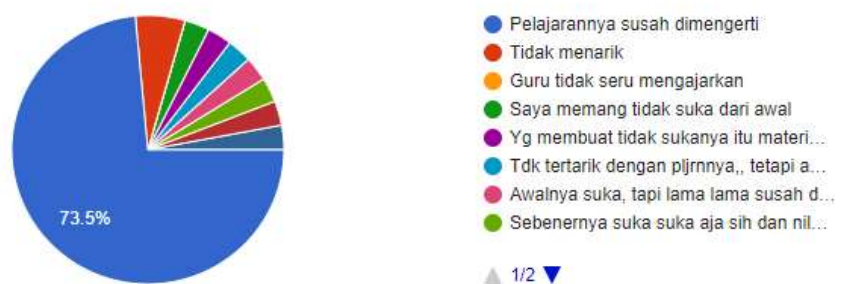 73.5%
Pelajarannya susah dimengerti
Tidak menarik
Guru tidak seru mengajarkan
Saya memang tidak suka dari awal
Yg membuat tidak sukanya itu materi...
Tdk tertarik dengan pljrnnya,, tetapi a...
Awalnya suka, tapi lama lama susah d...
Sebenernya suka suka aja sih dan nil...
1/2